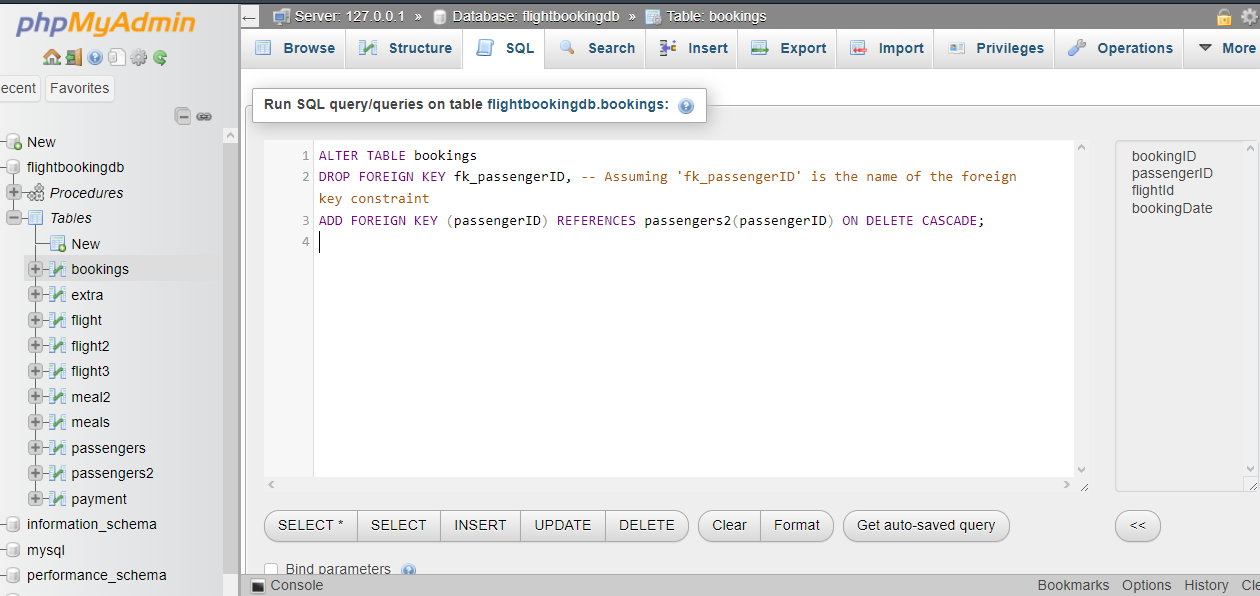 phpMyAdmin
ecent
Favorites
New
flightbookingdb
Procedures
Tables
New
bookings
extra
flight
flight2
flight3
meal2
meals
passengers
passengers2
payment
information_schema
mysql
performance_schema
Server: 127.0.0.1 » Database: flightbookingdb » Table: bookings
Browse Structure SQL Search Insert Export Import Privileges Operations More
Run SQL query/queries on table flightbookingdb.bookings:
1 ALTER TABLE bookings
2 DROP FOREIGN KEY fk_passengerID, -- Assuming 'fk_passengerID' is the name of the foreign
key constraint
3 ADD FOREIGN KEY (passengerID) REFERENCES passengers2(passengerID) ON DELETE CASCADE;
4
bookingID
passengerID
flightId
bookingDate
SELECT * SELECT INSERT UPDATE DELETE Clear Format Get auto-saved query <<
Bind parameters
Console Bookmarks Options History Cle